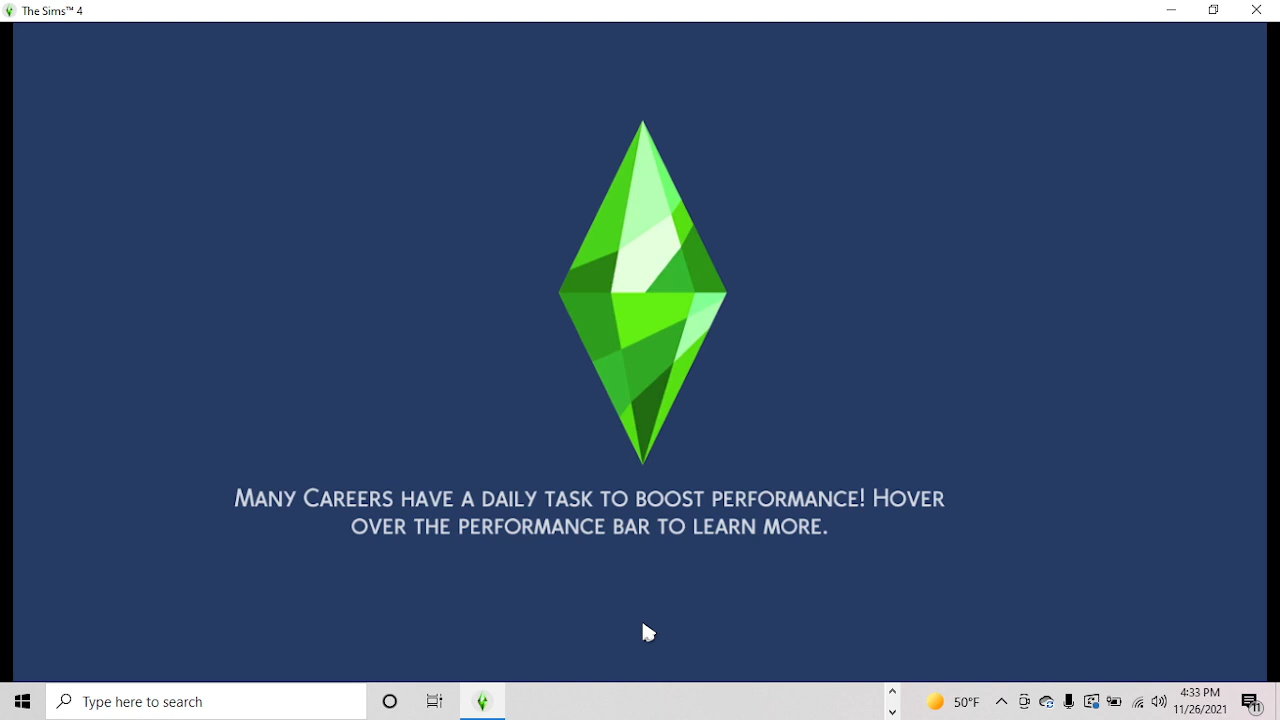 The Sims™ 4
MANY CAREERS HAVE A DAILY TASK TO BOOST PERFORMANCE! HOVER
OVER THE PERFORMANCE BAR TO LEARN MORE.
Type here to search
50°F
4:33 PM
11/26/2021
11